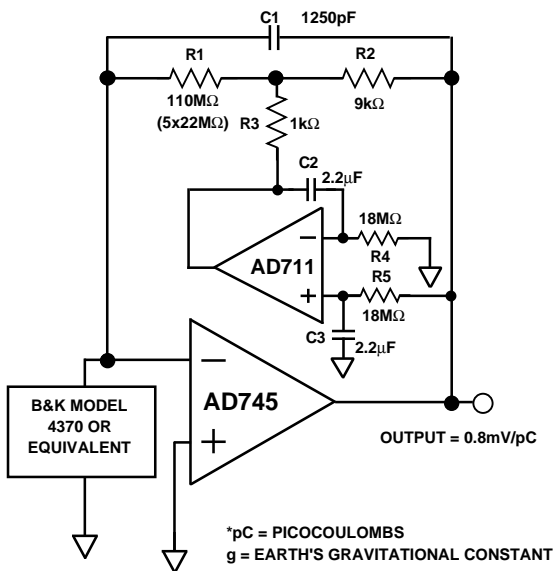 C1 1250pF
R1
R2
110MΩ
(5x22MΩ)
9kΩ
R3
1kΩ
C2
2.2μF
18MΩ
–
AD711
R4
R5
+
18MΩ
C3
2.2μF
–
AD745
+
B&K MODEL
4370 OR
EQUIVALENT
OUTPUT = 0.8mV/pC
*pC = PICOCOULOMBS
g = EARTH'S GRAVITATIONAL CONSTANT